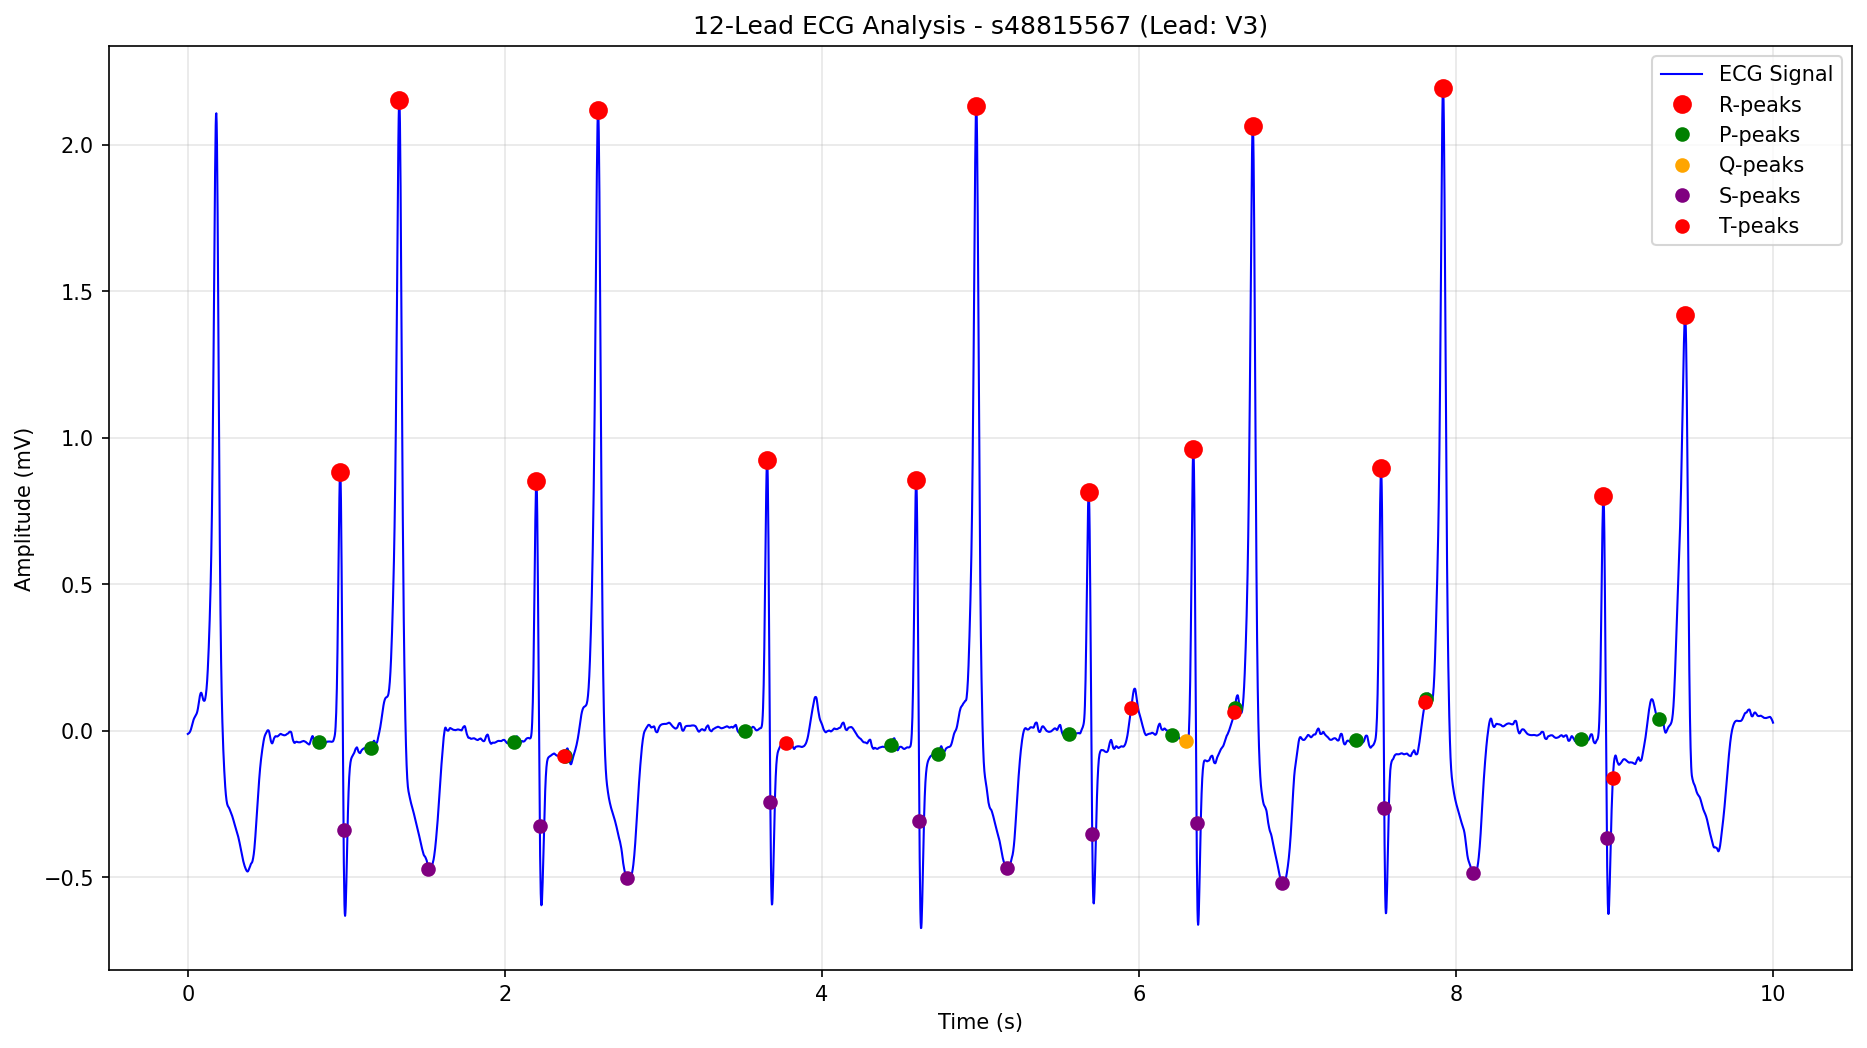 12-Lead ECG Analysis - s48815567 (Lead: V3)
ECG Signal
R-peaks
P-peaks
Q-peaks
S-peaks
T-peaks
Amplitude (mV)
2.0
1.5
1.0
0.5
0.0
−0.5
0 2 4 6 8 10
Time (s)